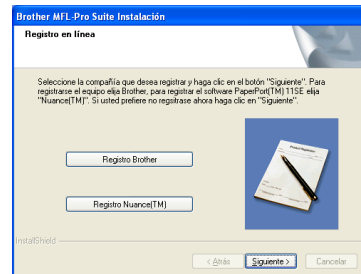 Brother MFL-Pro Suite Instalación
Registro en línea
Seleccione la compañía que desea registrar y haga clic en el botón "Siguiente". Para
registrarse el equipo elija Brother, para registrar el software PaperPort(TM) 11SE elija
"Nuance(TM)". Si usted prefiere no regsitrase ahora haga clic en "Siguiente".
Registro Brother
Registro Nuance(TM)
InstallShield
< Atrás Siguiente > Cancelar